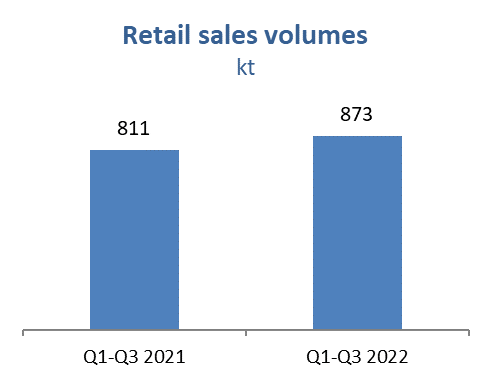 Retail sales volumes
kt
811
873
Q1-Q3 2021
Q1-Q3 2022